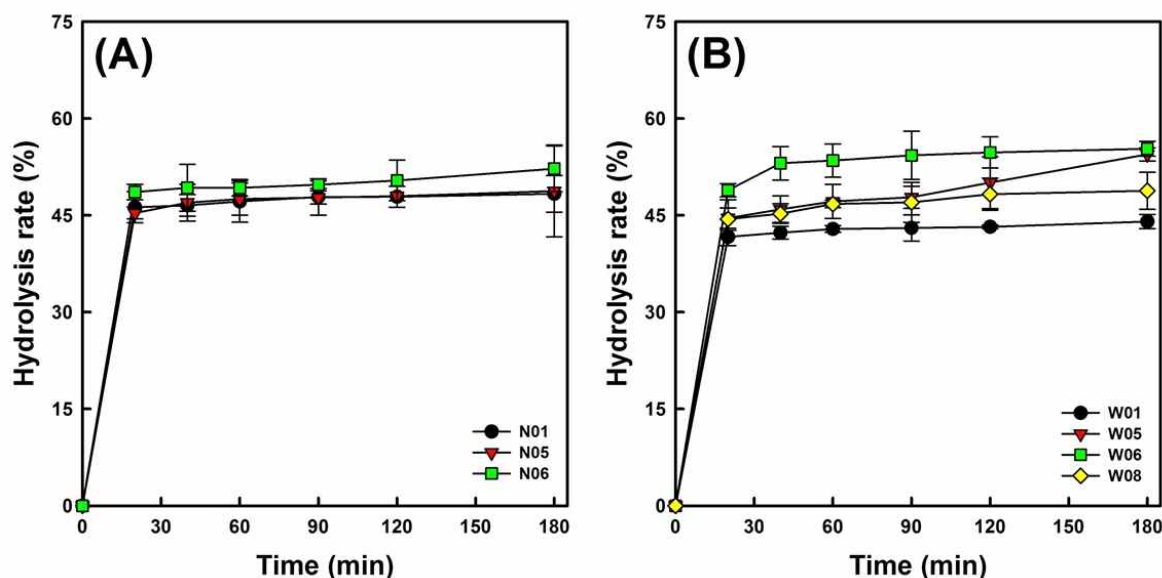 (A)
Hydrolysis rate (%)
75
60
45
30
15
0
0 30 60 90 120 150 180
Time (min)
N01
N05
N06
(B)
Hydrolysis rate (%)
75
60
45
30
15
0
0 30 60 90 120 150 180
Time (min)
W01
W05
W06
W08